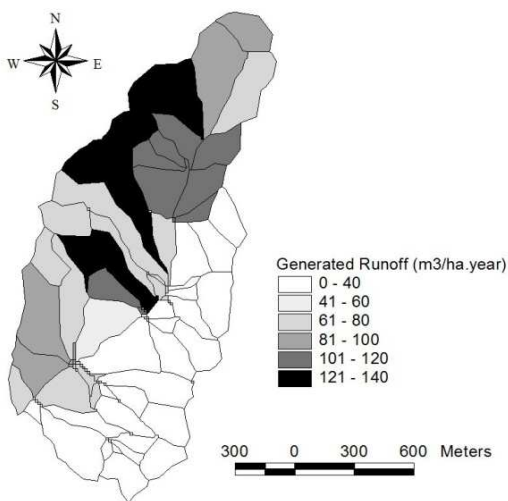 N
W E
S
Generated Runoff (m3/ha.year)
0 - 40
41 - 60
61 - 80
81 - 100
101 - 120
121 - 140
300 0 300 600 Meters